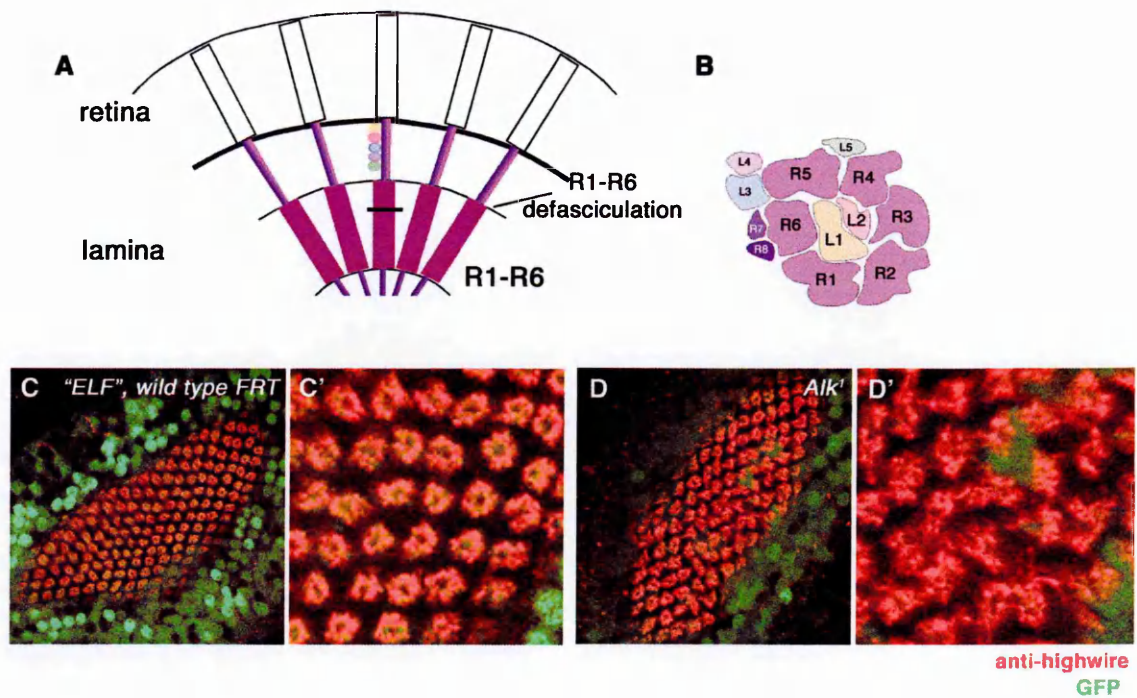 A
retina
R1-R6
defasciculation
lamina
R1-R6
B
L5
L4
R5
R4
L3
R3
R7
R6
L2
R8
L1
R1
R2
C "ELF", wild type FRT
C'
D Alk¹
D'
anti-highwire
GFP